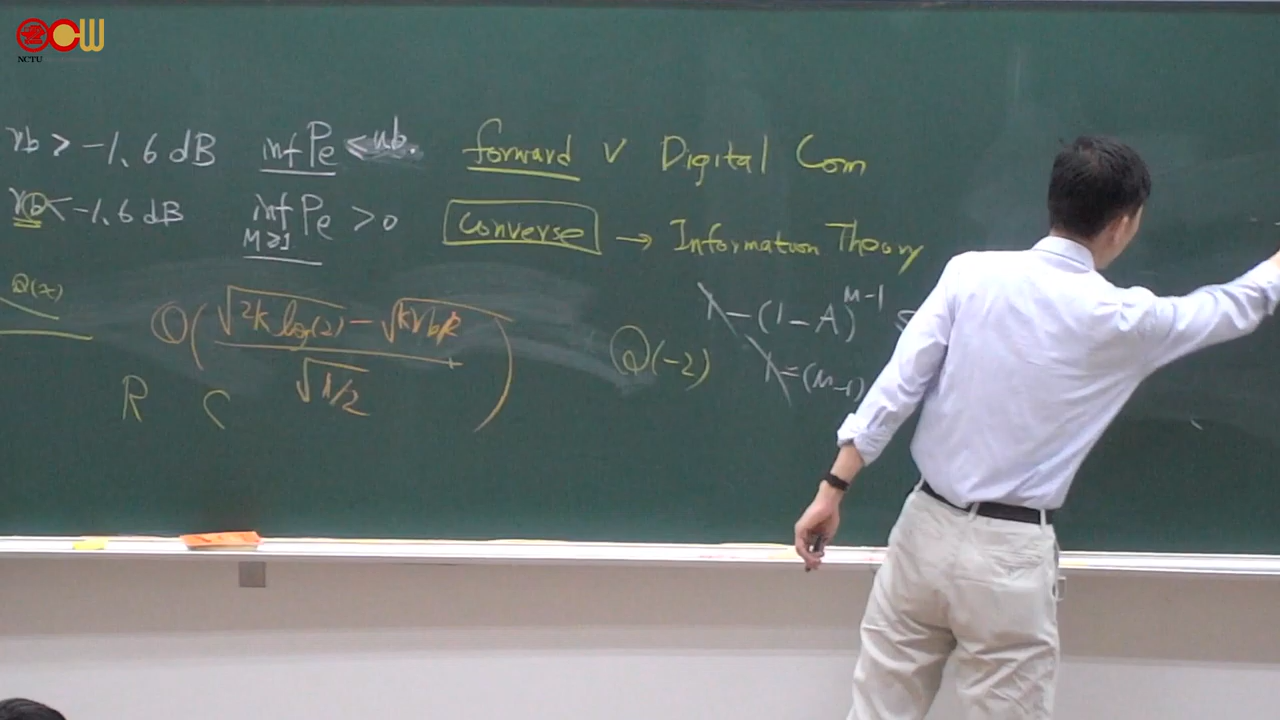 OCW
NCTU
γb > -1.6 dB inf Pe ≤ ub. forward v Digital Com
γb < -1.6 dB inf Pe > 0 converse → Information Theory
M≥1
Q(x)
Q( (√(2k log(2)) - √(kγb)) / √(1/2) ) Q(-2) 1-(1-A)^{M-1} ≤
1-(M-1)
R C